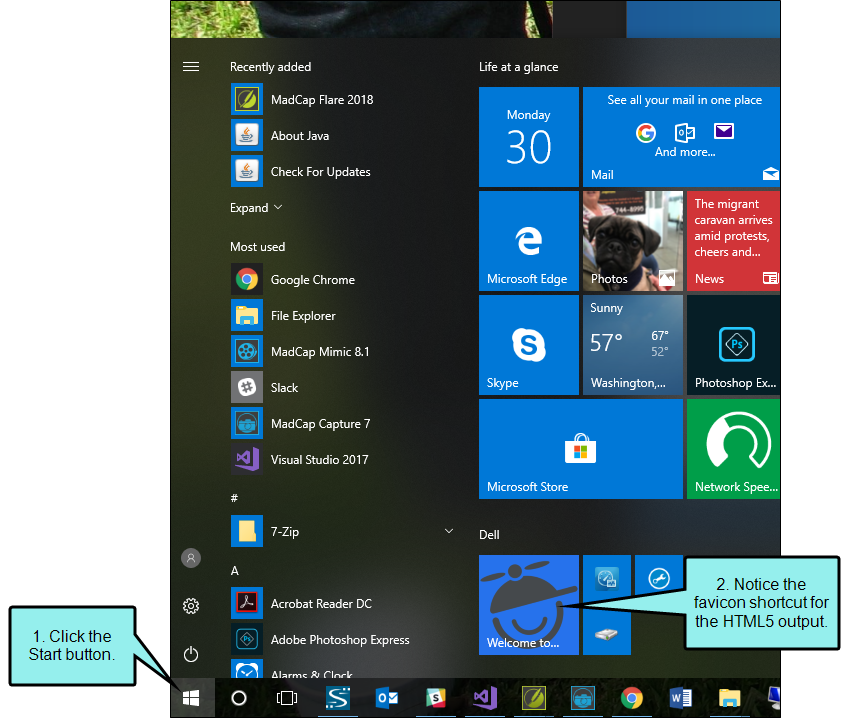 Recently added
MadCap Flare 2018
About Java
Check For Updates
Expand
Most used
Google Chrome
File Explorer
MadCap Mimic 8.1
Slack
MadCap Capture 7
Visual Studio 2017
#
7-Zip
A
Acrobat Reader DC
Adobe Photoshop Express
Alarms & Clock
Life at a glance
Monday
30
See all your mail in one place
And more...
Mail
Microsoft Edge
744-8995
Photos
The migrant
caravan arrives
amid protests,
cheers and...
News
Skype
Sunny
57° 67°
52°
Washington,...
Ps
Photoshop Ex...
Microsoft Store
Network Spee...
Dell
Welcome to...
1. Click the
Start button.
2. Notice the
favicon shortcut for
the HTML5 output.